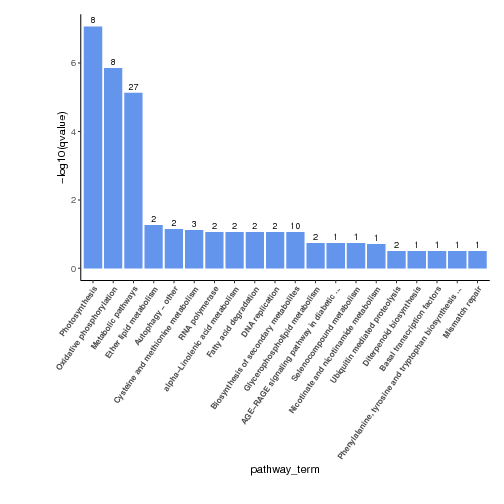 −log10(qvalue)
6
4
2
0
8
8
27
2
2
3
2
2
2
2
10
2
1
1
1
2
1
1
1
1
Photosynthesis
Oxidative phosphorylation
Metabolic pathways
Ether lipid metabolism
Autophagy − other
Cysteine and methionine metabolism
RNA polymerase
alpha−Linolenic acid metabolism
Fatty acid degradation
DNA replication
Biosynthesis of secondary metabolites
Glycerophospholipid metabolism
AGE−RAGE signaling pathway in diabetic ...
Selenocompound metabolism
Nicotinate and nicotinamide metabolism
Ubiquitin mediated proteolysis
Diterpenoid biosynthesis
Basal transcription factors
Phenylalanine, tyrosine and tryptophan biosynthesis ...
Mismatch repair
pathway_term